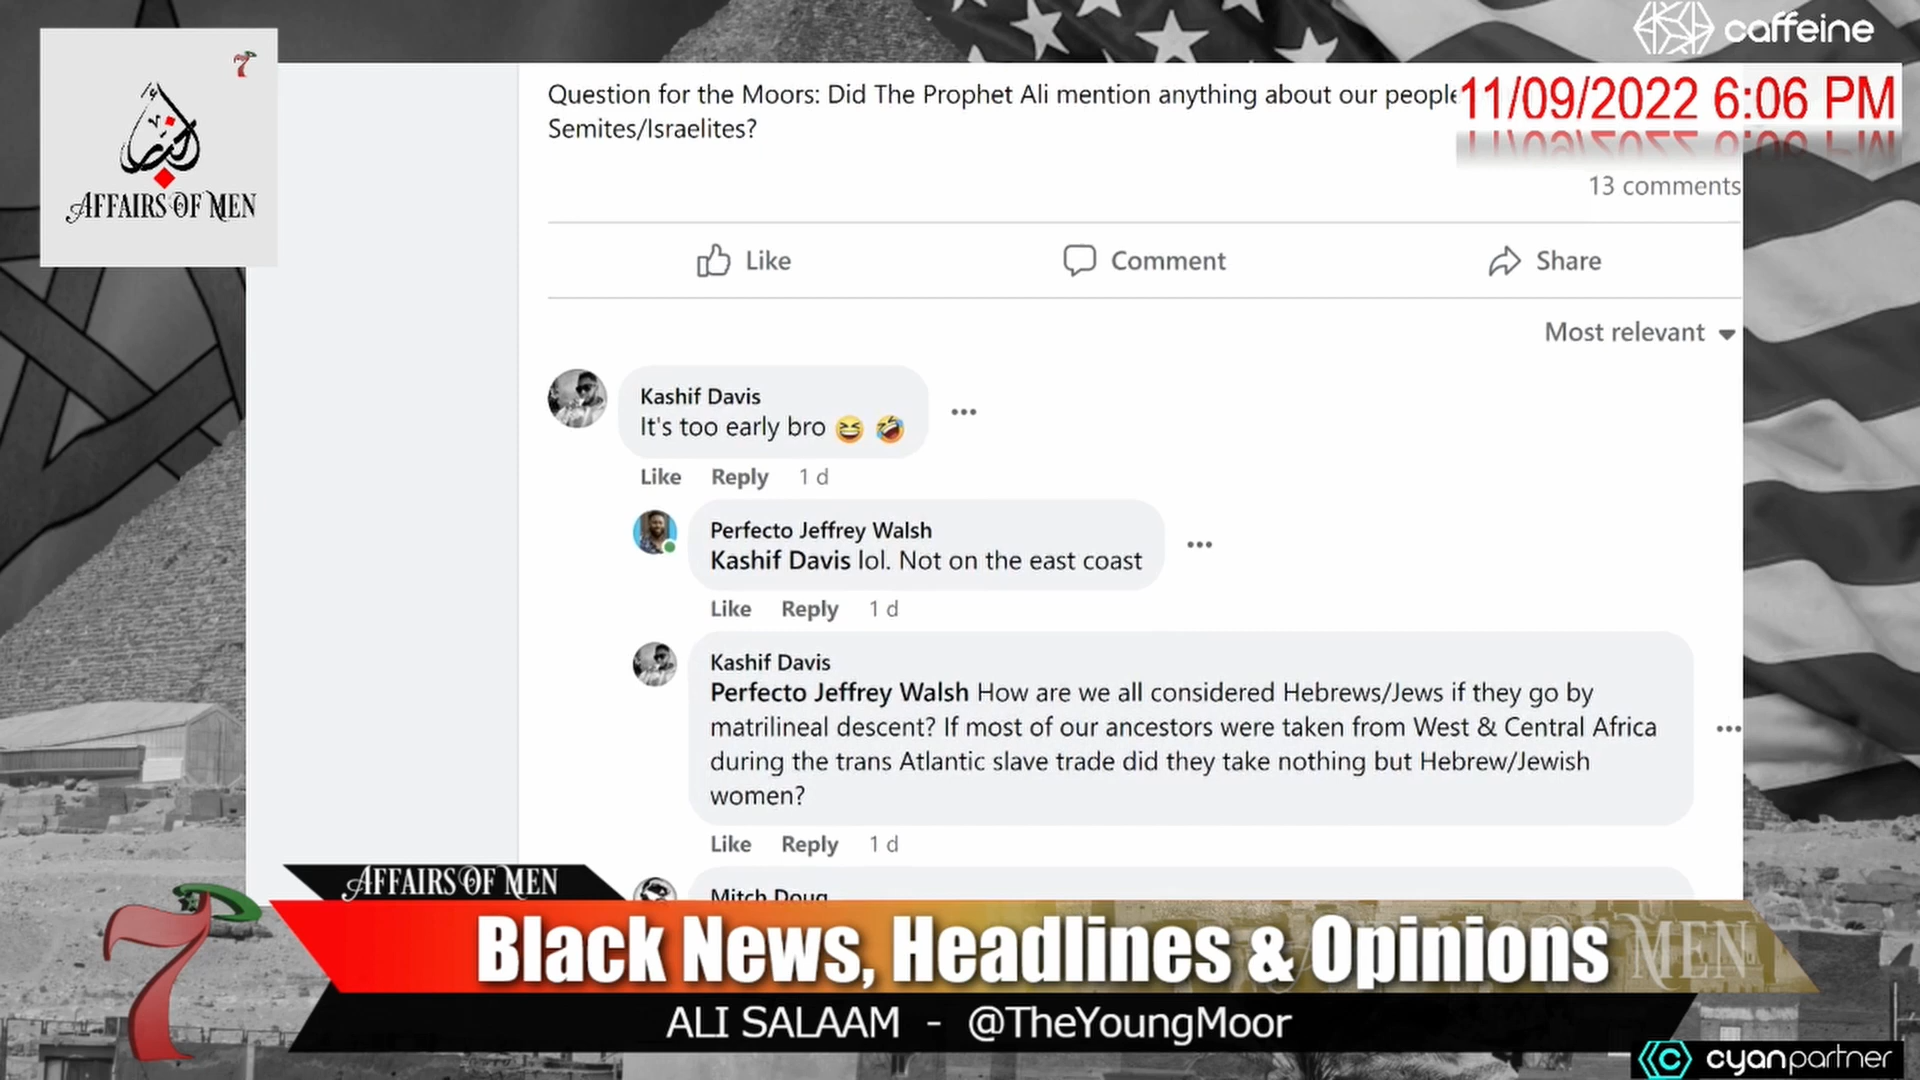 caffeine
7
AFFAIRS OF MEN
Question for the Moors: Did The Prophet Ali mention anything about our people
Semites/Israelites?
11/09/2022 6:06 PM
13 comments
Like Comment Share
Most relevant
Kashif Davis
It's too early bro 😆 🤣
Like Reply 1 d
Perfecto Jeffrey Walsh
Kashif Davis lol. Not on the east coast
Like Reply 1 d
Kashif Davis
Perfecto Jeffrey Walsh How are we all considered Hebrews/Jews if they go by
matrilineal descent? If most of our ancestors were taken from West & Central Africa
during the trans Atlantic slave trade did they take nothing but Hebrew/Jewish
women?
Like Reply 1 d
Mitch Doug
AFFAIRS OF MEN
7
Black News, Headlines & Opinions
MEN
ALI SALAAM - @TheYoungMoor
cyanpartner